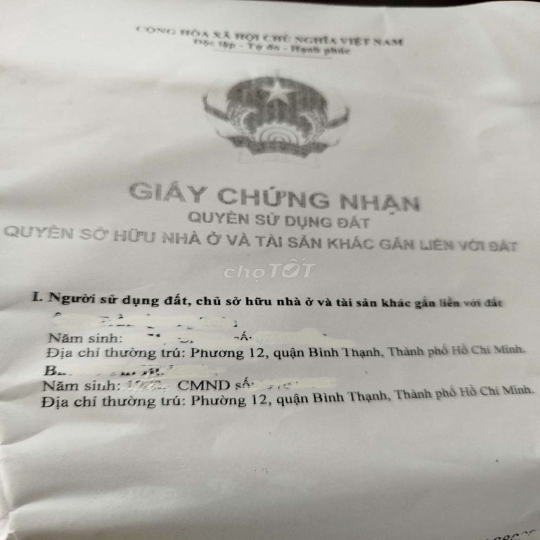 CỘNG HÒA XÃ HỘI CHỦ NGHĨA VIỆT NAM
Độc lập - Tự do - Hạnh phúc
GIẤY CHỨNG NHẬN
QUYỀN SỬ DỤNG ĐẤT
QUYỀN SỞ HỮU NHÀ Ở VÀ TÀI SẢN KHÁC GẮN LIỀN VỚI ĐẤT
chợTỐT
I. Người sử dụng đất, chủ sở hữu nhà ở và tài sản khác gắn liền với đất
Năm sinh: số:
Địa chỉ thường trú: Phường 12, quận Bình Thạnh, Thành phố Hồ Chí Minh.
Năm sinh: CMND số:
Địa chỉ thường trú: Phường 12, quận Bình Thạnh, Thành phố Hồ Chí Minh.